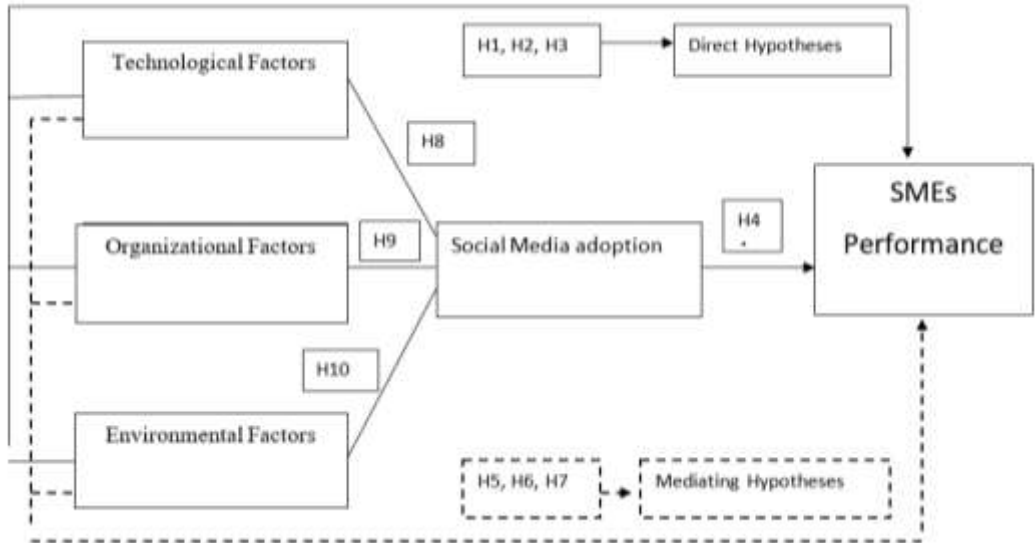 Technological Factors
H1, H2, H3
Direct Hypotheses
H8
SMEs
Performance
H4
Organizational Factors
H9
Social Media adoption
H10
Environmental Factors
H5, H6, H7
Mediating Hypotheses